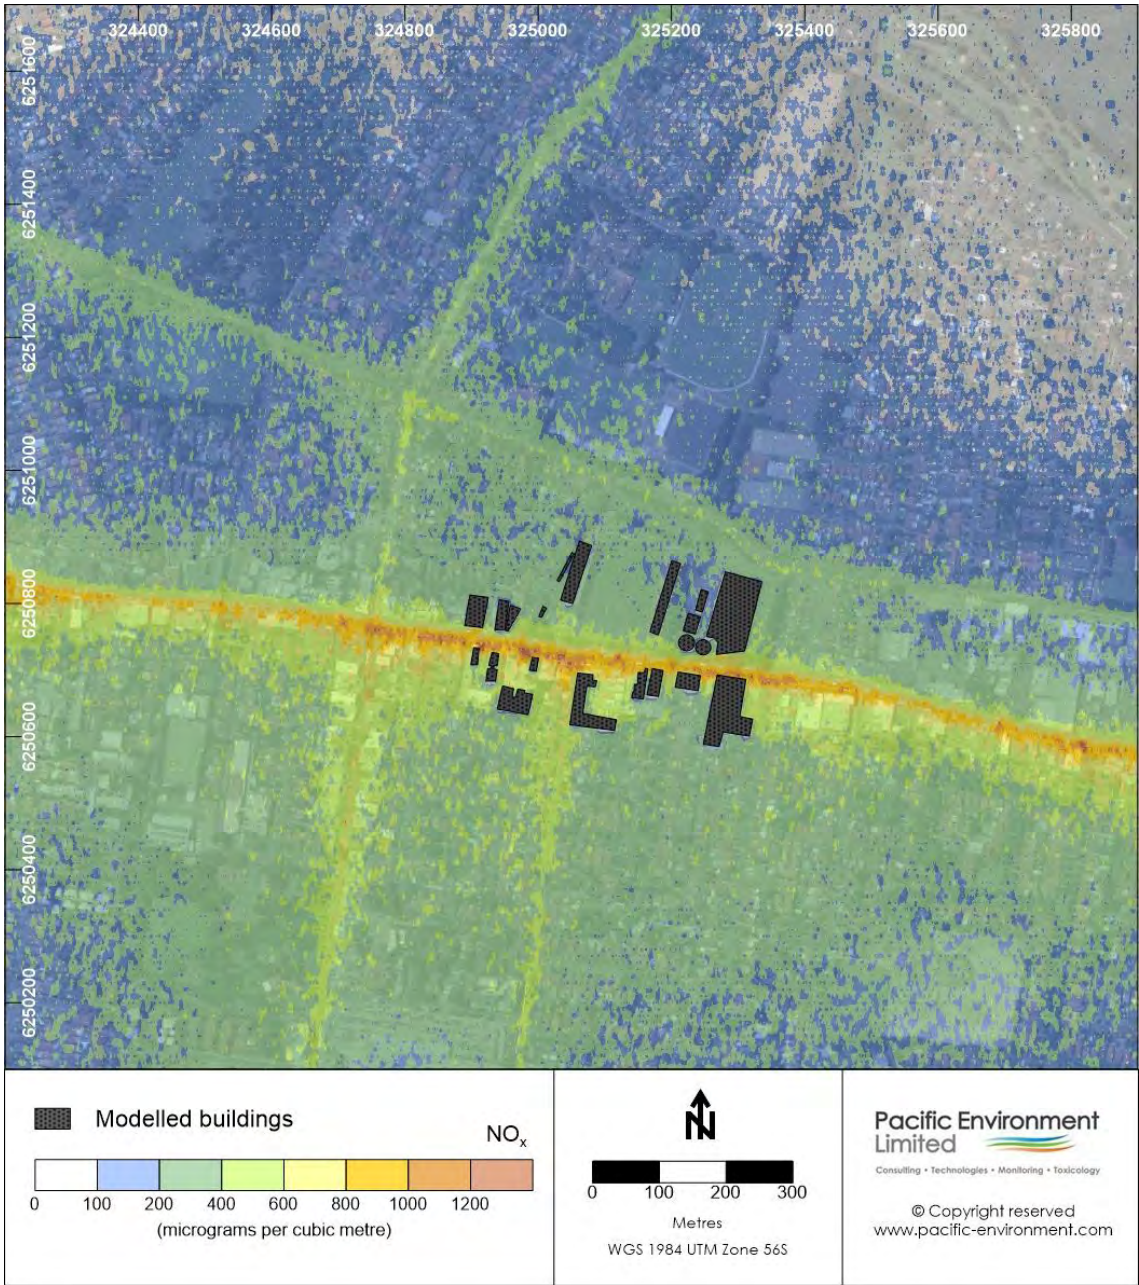 324400 324600 324800 325000 325200 325400 325600 325800
6251600
6251400
6251200
6251000
6250800
6250600
6250400
6250200
Modelled buildings
NOx
0 100 200 400 600 800 1000 1200
(micrograms per cubic metre)
N
0 100 200 300
Metres
WGS 1984 UTM Zone 56S
Pacific Environment
Limited
Consulting • Technologies • Monitoring • Toxicology
© Copyright reserved
www.pacific-environment.com